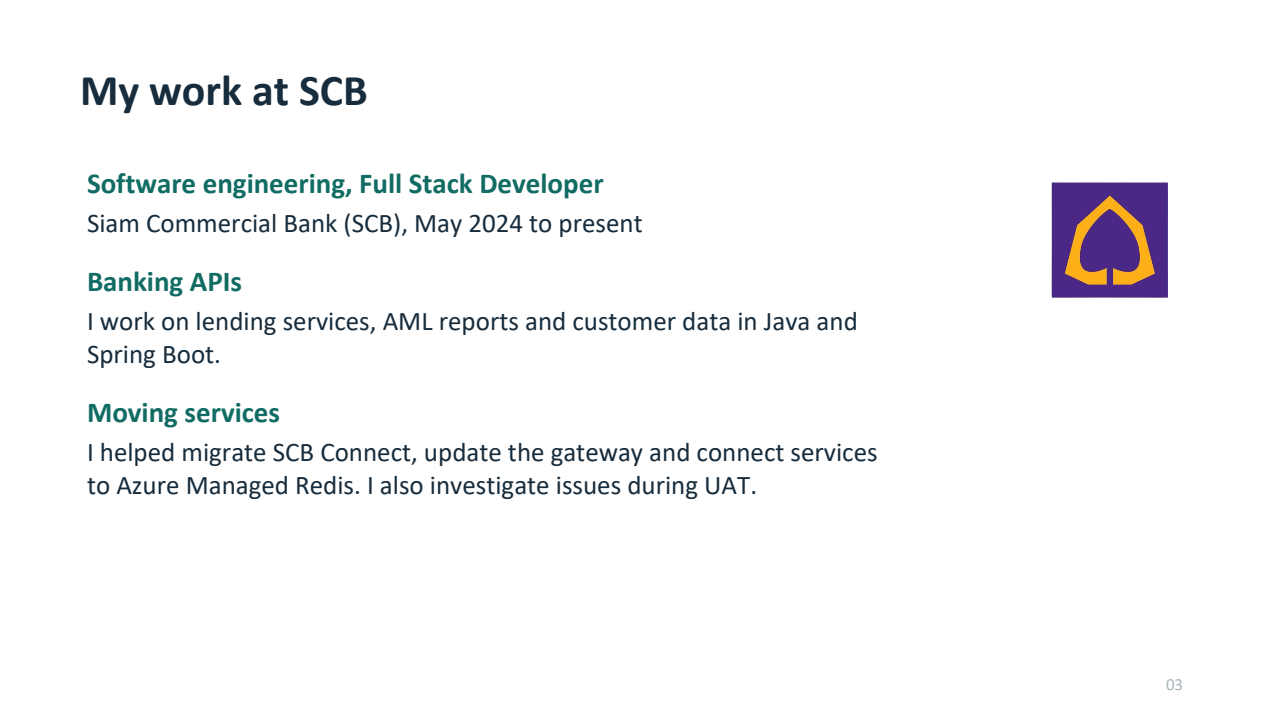 My work at SCB
Software engineering, Full Stack Developer
Siam Commercial Bank (SCB), May 2024 to present
Banking APIs
I work on lending services, AML reports and customer data in Java and
Spring Boot.
Moving services
I helped migrate SCB Connect, update the gateway and connect services
to Azure Managed Redis. I also investigate issues during UAT.
03